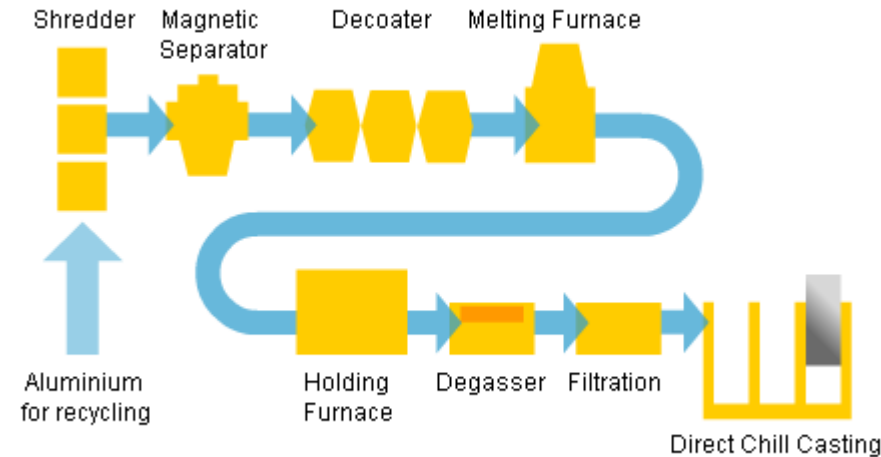 Shredder
Magnetic
Separator
Decoater
Melting Furnace
Aluminium
for recycling
Holding
Furnace
Degasser
Filtration
Direct Chill Casting